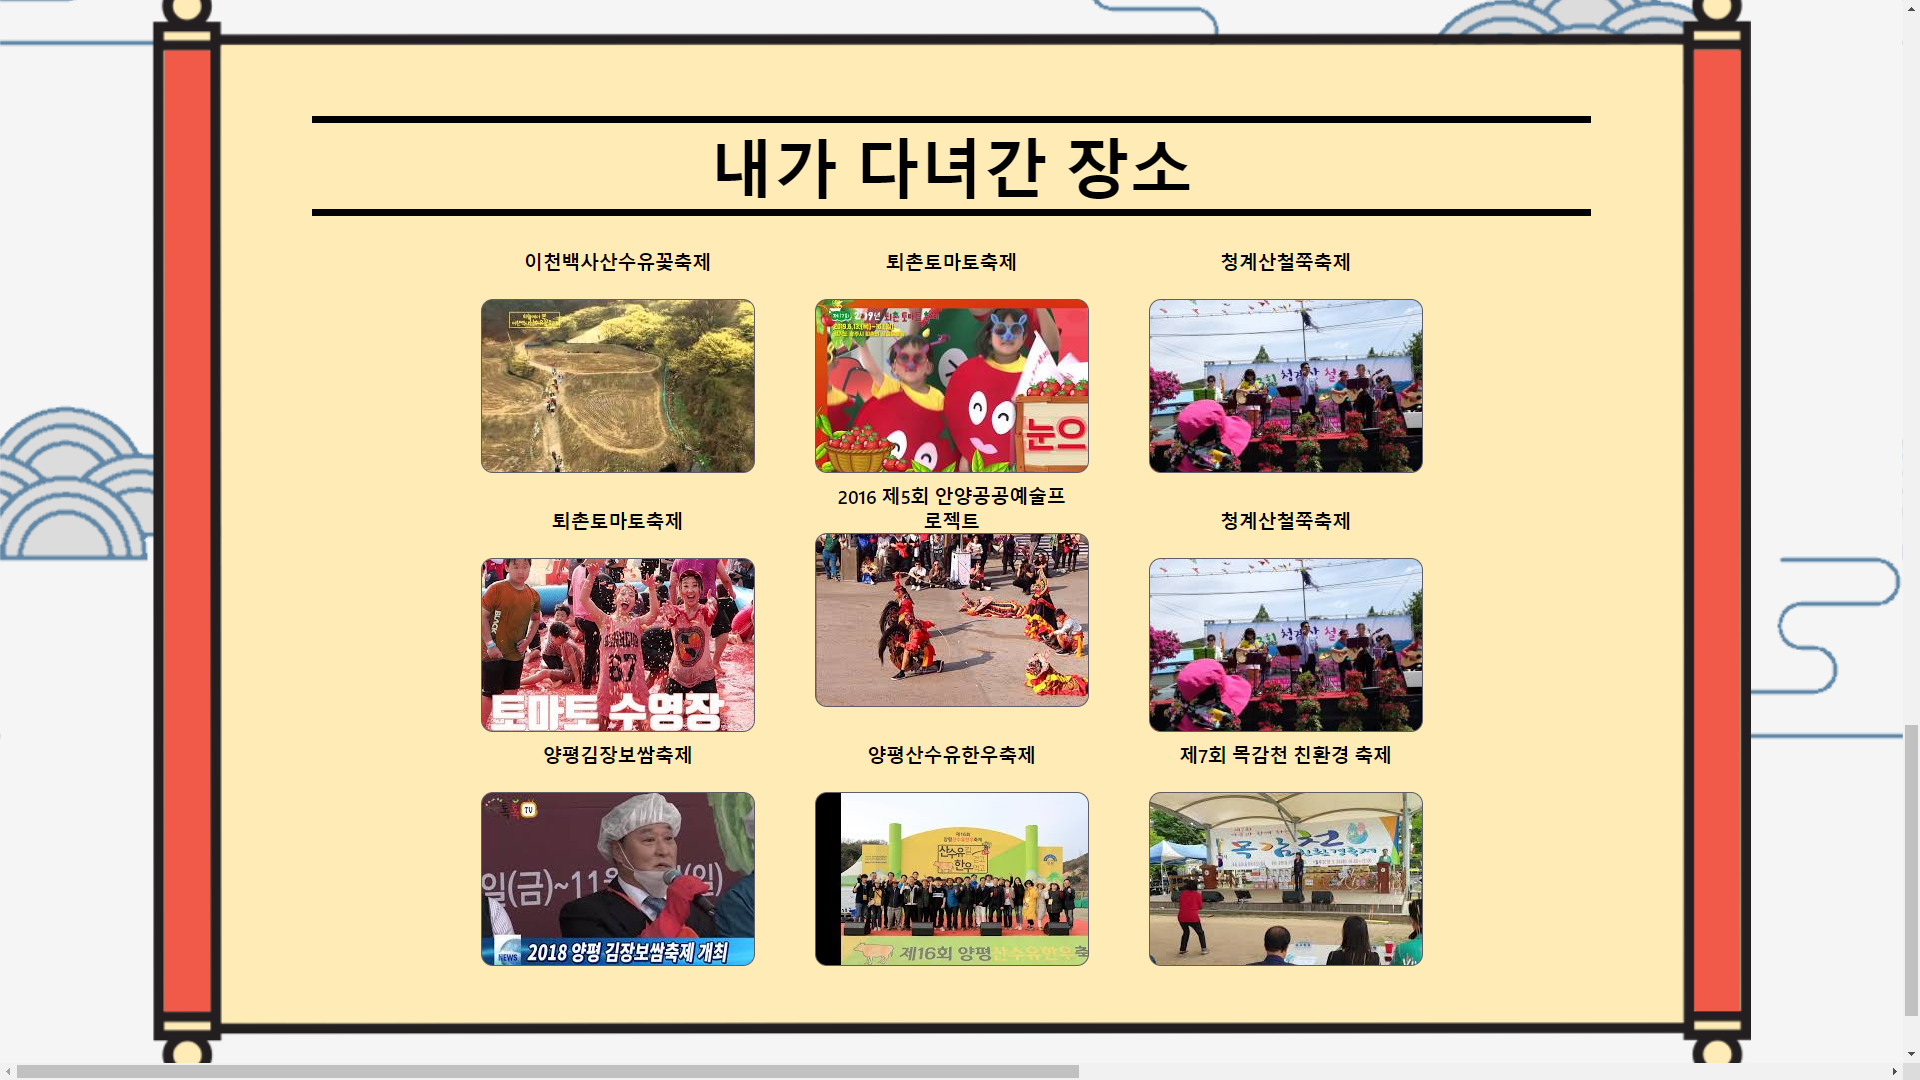 내가 다녀간 장소
이천백사산수유꽃축제
퇴촌토마토축제
청계산철쭉축제
눈으
퇴촌토마토축제
2016 제5회 안양공공예술프
로젝트
청계산철쭉축제
BLACK
67
토마토 수영장
양평김장보쌈축제
양평산수유한우축제
제7회 목감천 친환경 축제
TV
일(금)~11
(일)
NEWS
2018 양평 김장보쌈축제 개최
산수유
한우
제16회 양평산수유한우축
목감천